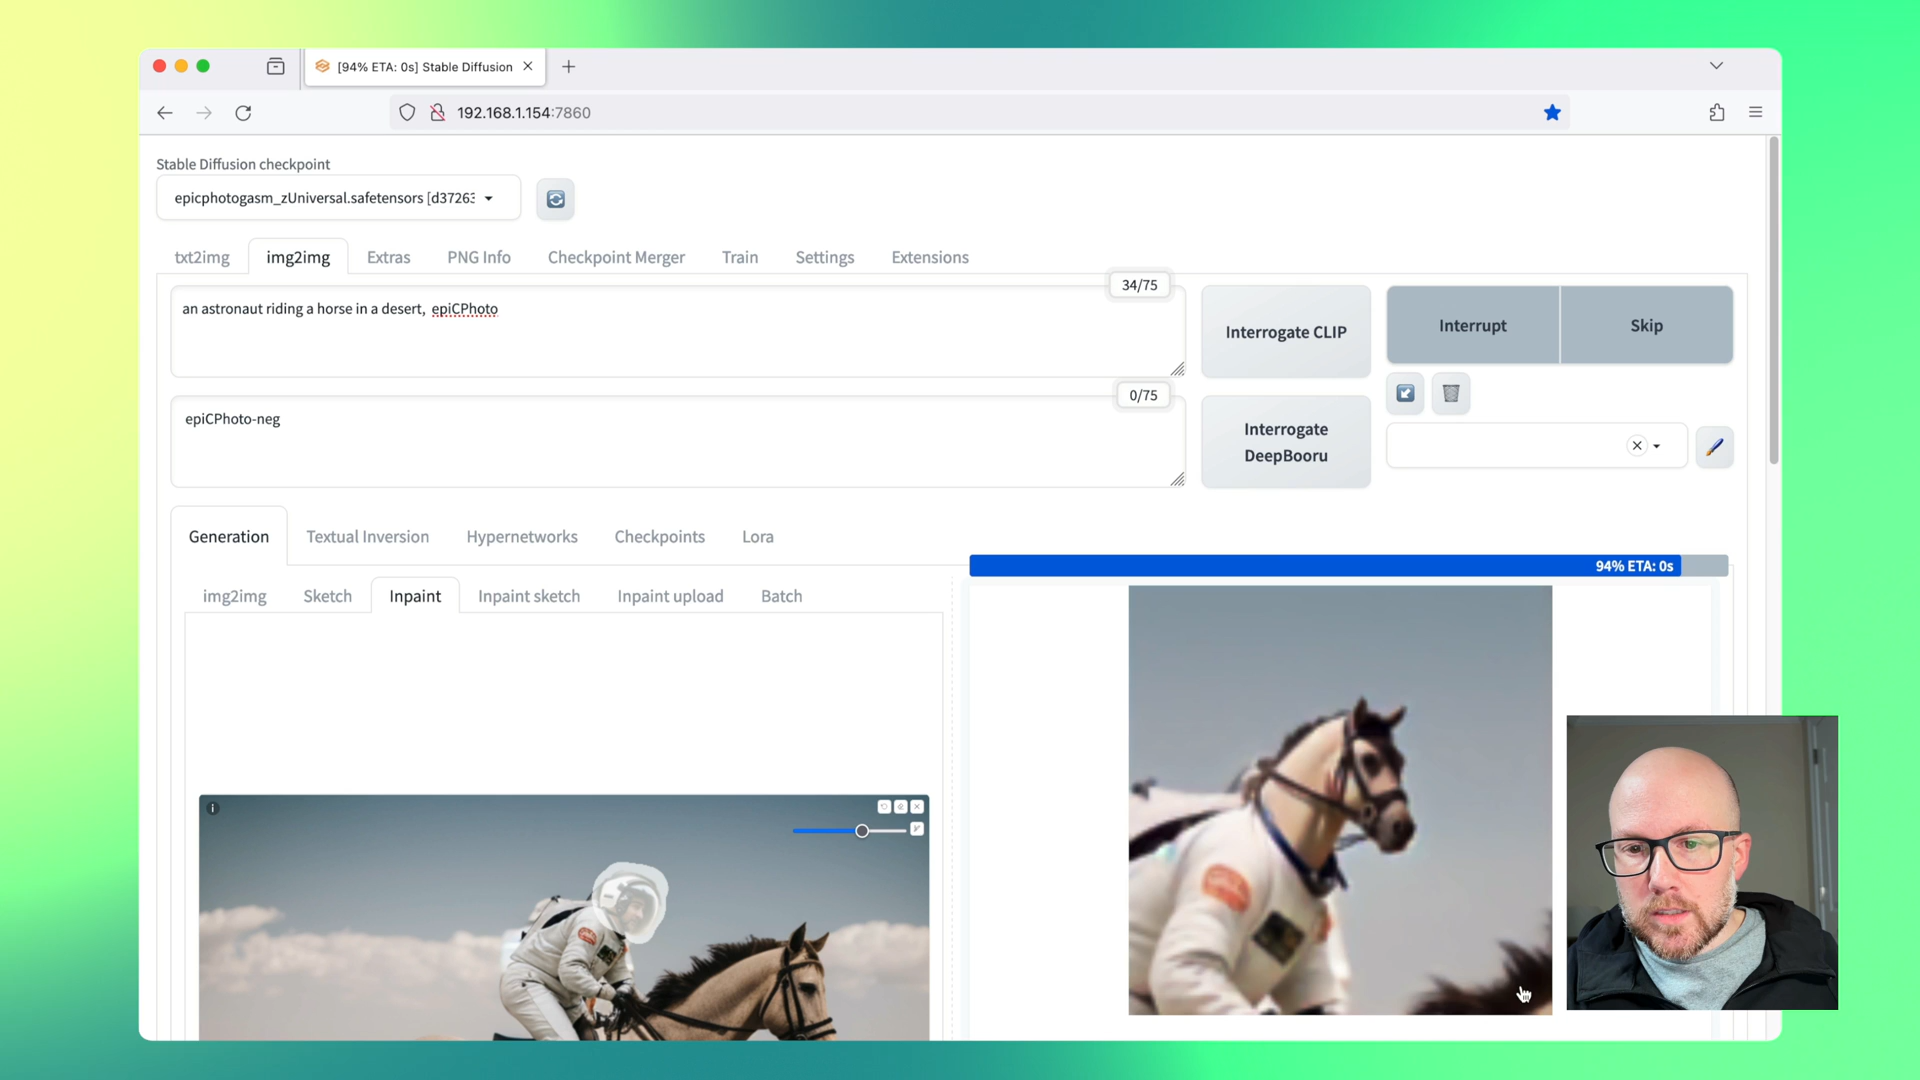 [94% ETA: 0s] Stable Diffusion
192.168.1.154:7860
Stable Diffusion checkpoint
epicphotogasm_zUniversal.safetensors [d3726
txt2img
img2img
Extras
PNG Info
Checkpoint Merger
Train
Settings
Extensions
34/75
an astronaut riding a horse in a desert, epiCPhoto
Interrogate CLIP
Interrupt
Skip
0/75
epiCPhoto-neg
Interrogate
DeepBooru
Generation
Textual Inversion
Hypernetworks
Checkpoints
Lora
94% ETA: 0s
img2img
Sketch
Inpaint
Inpaint sketch
Inpaint upload
Batch